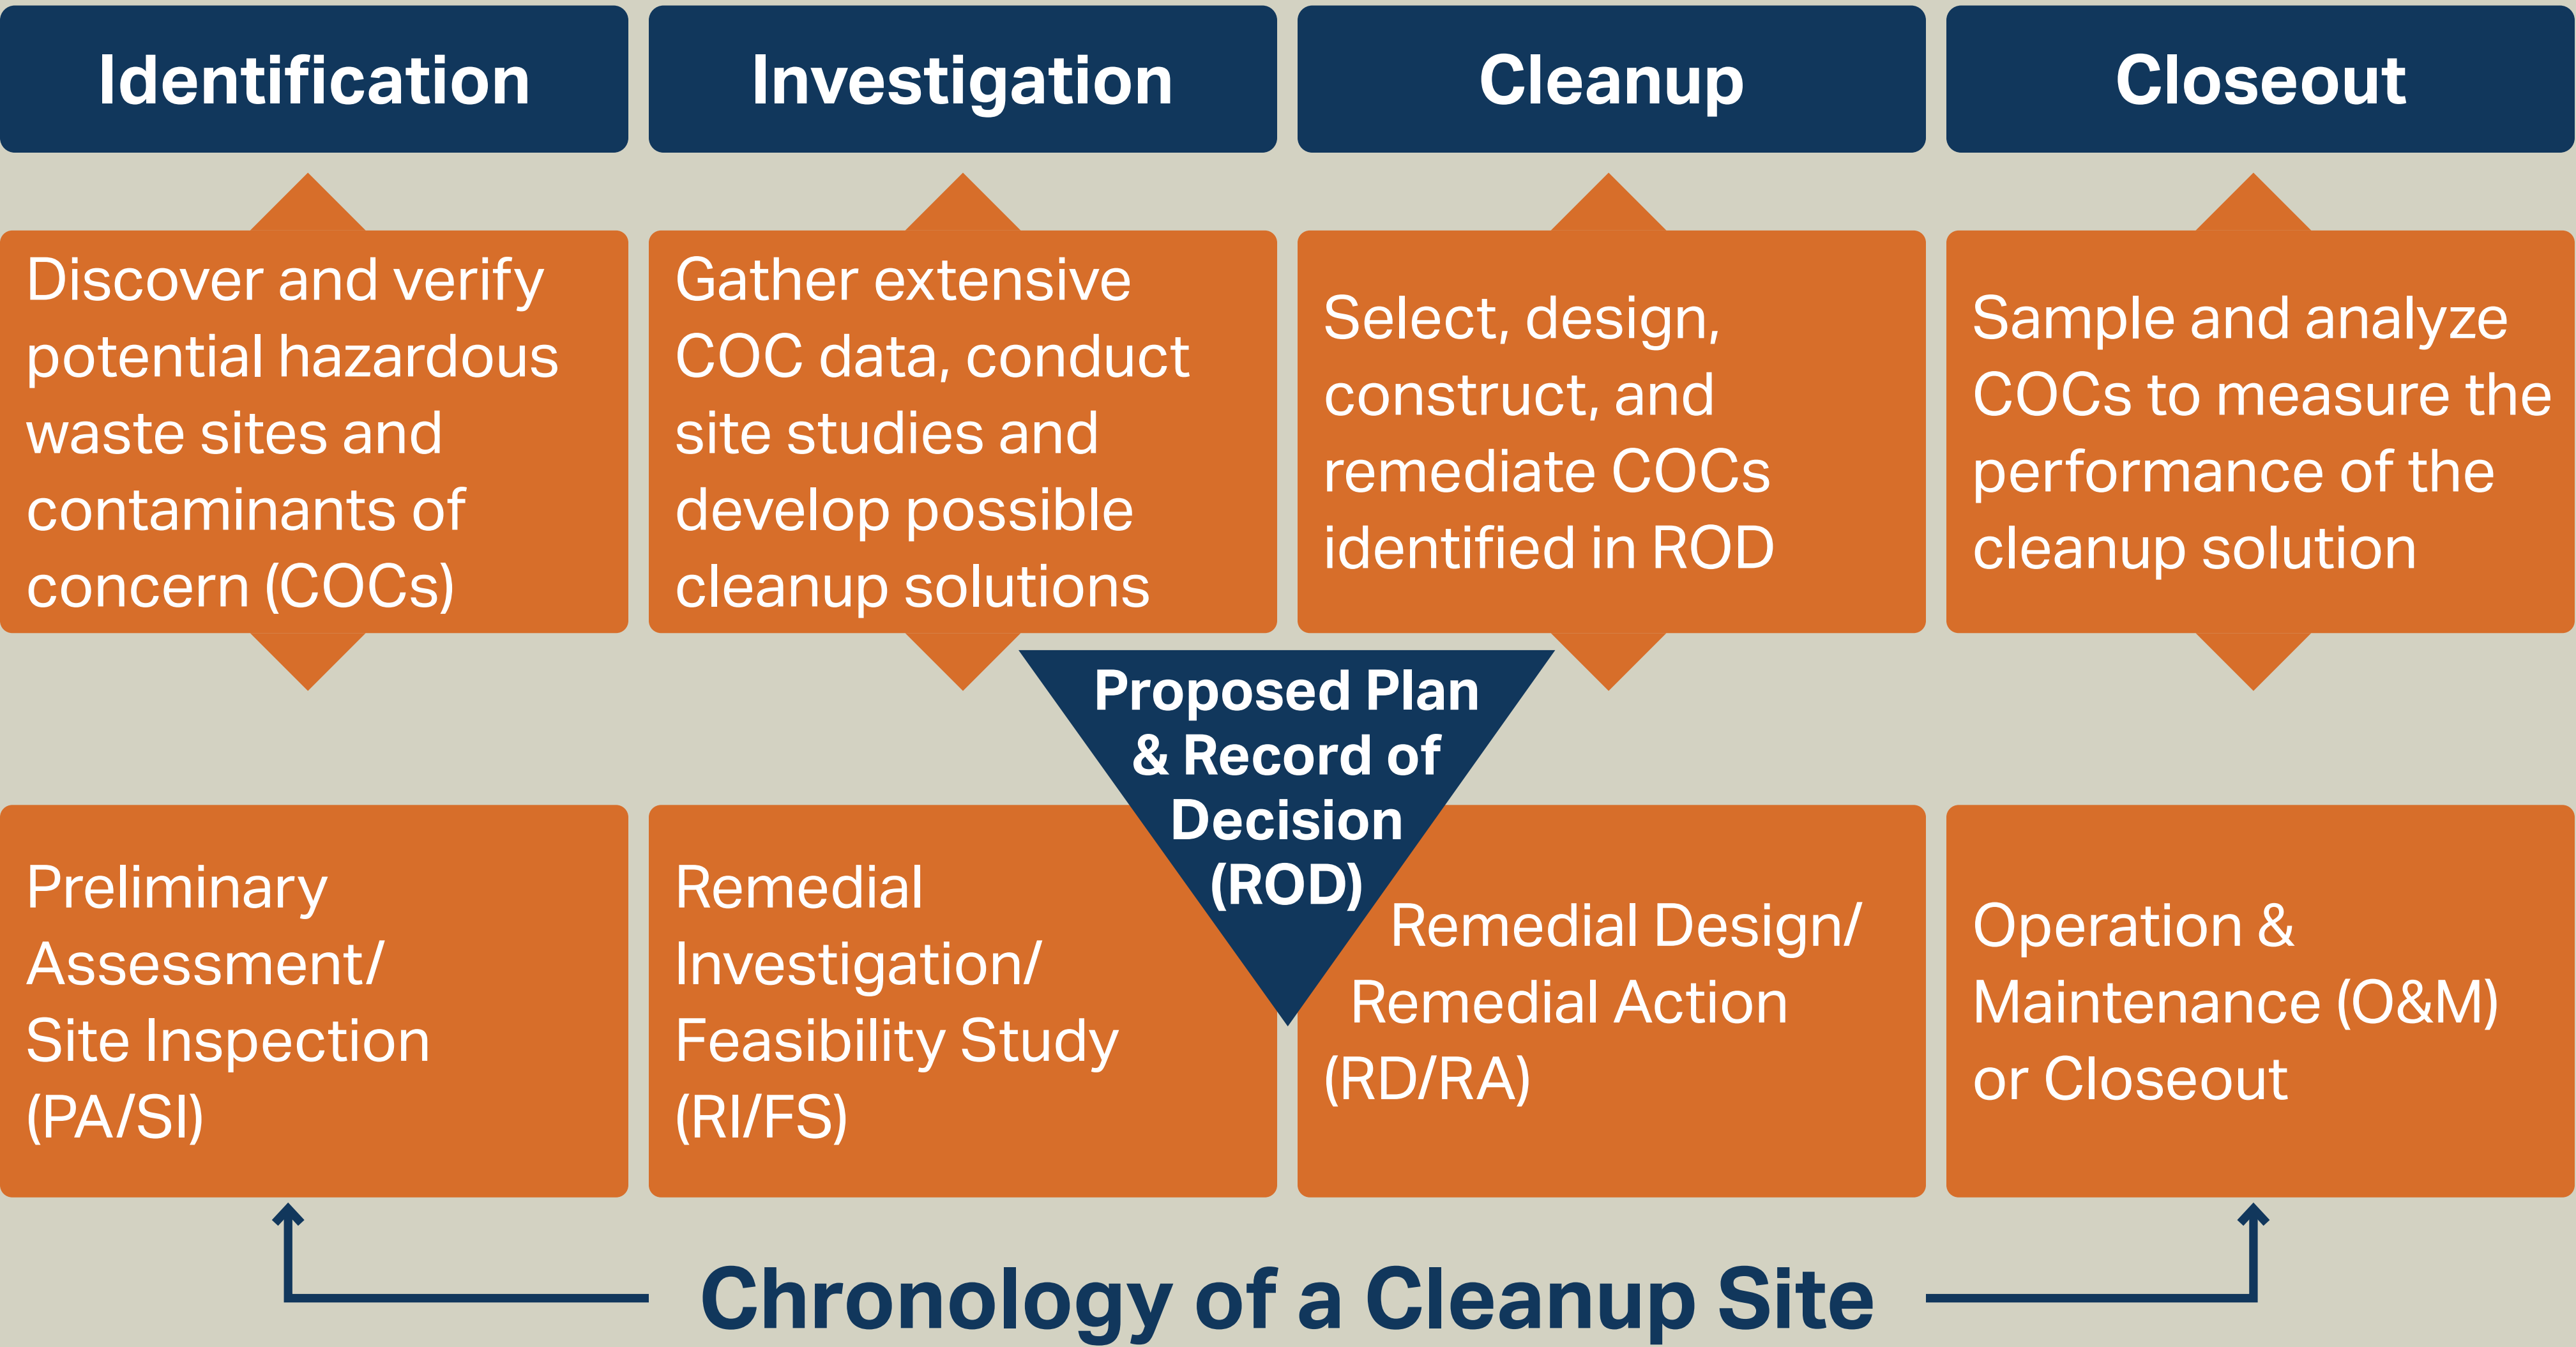 Identification
Investigation
Cleanup
Closeout
Discover and verify
potential hazardous
waste sites and
contaminants of
concern (COCs)
Gather extensive
COC data, conduct
site studies and
develop possible
cleanup solutions
Select, design,
construct, and
remediate COCs
identified in ROD
Sample and analyze
COCs to measure the
performance of the
cleanup solution
Proposed Plan
& Record of
Decision
(ROD)
Preliminary
Assessment/
Site Inspection
(PA/SI)
Remedial
Investigation/
Feasibility Study
(RI/FS)
Remedial Design/
Remedial Action
(RD/RA)
Operation &
Maintenance (O&M)
or Closeout
Chronology of a Cleanup Site